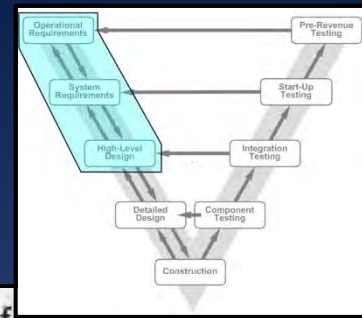 Operational
Requirements
Pre-Revenue
Testing
System
Requirements
Start-Up
Testing
High-Level
Design
Integration
Testing
Detailed
Design
Component
Testing
Construction